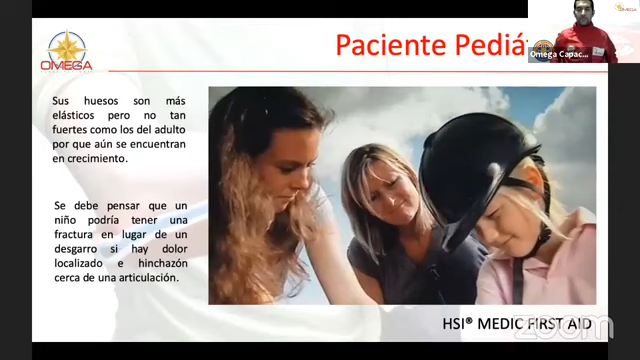 OMEGA
Paciente Pediát
OMEGA
Omega Capac...
Sus huesos son más
elásticos pero no tan
fuertes como los del adulto
por que aún se encuentran
en crecimiento.
Se debe pensar que un
niño podría tener una
fractura en lugar de un
desgarro si hay dolor
localizado e hinchazón
cerca de una articulación.
HSI® MEDIC FIRST AID
zoom